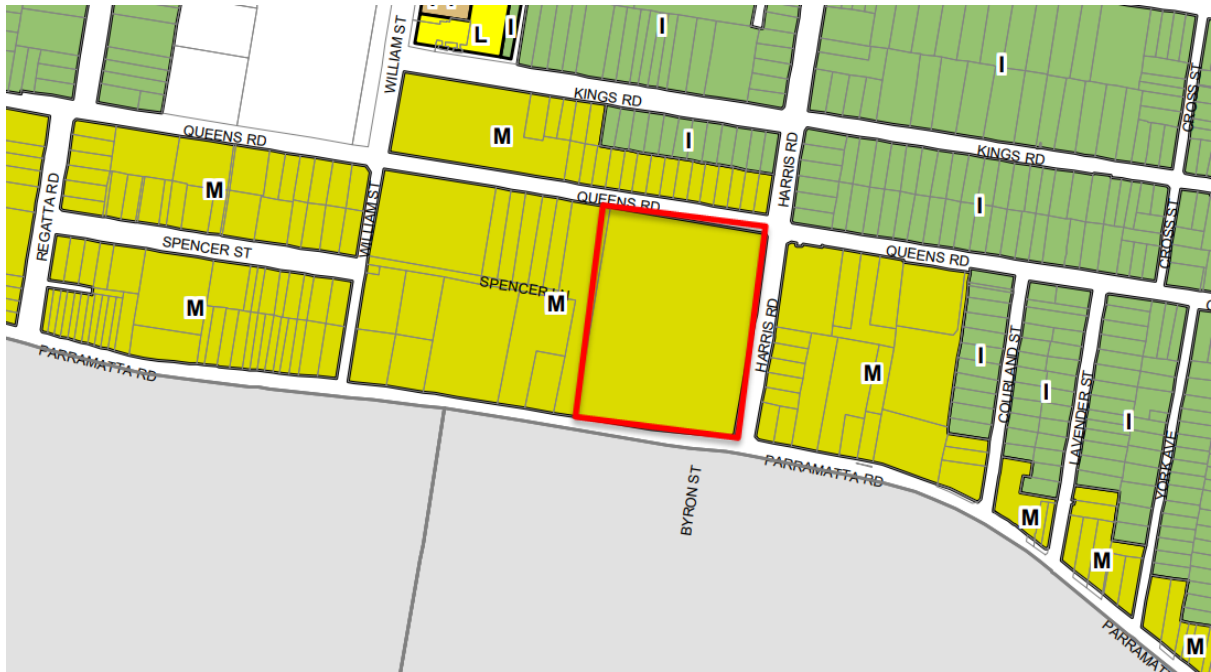 WILLIAM ST
L
I
I
I
CROSS ST
KINGS RD
QUEENS RD
M
I
HARRIS RD
KINGS RD
M
REGATTA RD
WILLIAM ST
QUEENS RD
I
CROSS ST
SPENCER ST
QUEENS RD
M
SPENCER
M
HARRIS RD
M
I
COURLAND ST
I
LAVENDER ST
I
YORK AVE
PARRAMATTA RD
PARRAMATTA RD
BYRON ST
M
M
M
PARRAMATTA